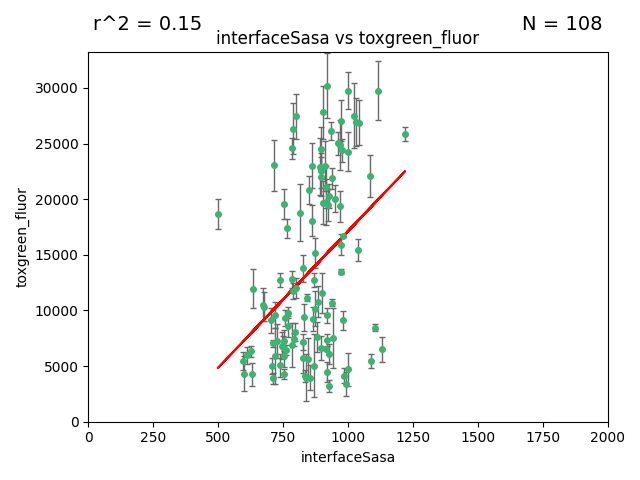 r^2 = 0.15
N = 108
interfaceSasa vs toxgreen_fluor
30000
25000
20000
15000
10000
5000
0
toxgreen_fluor
0 250 500 750 1000 1250 1500 1750 2000
interfaceSasa